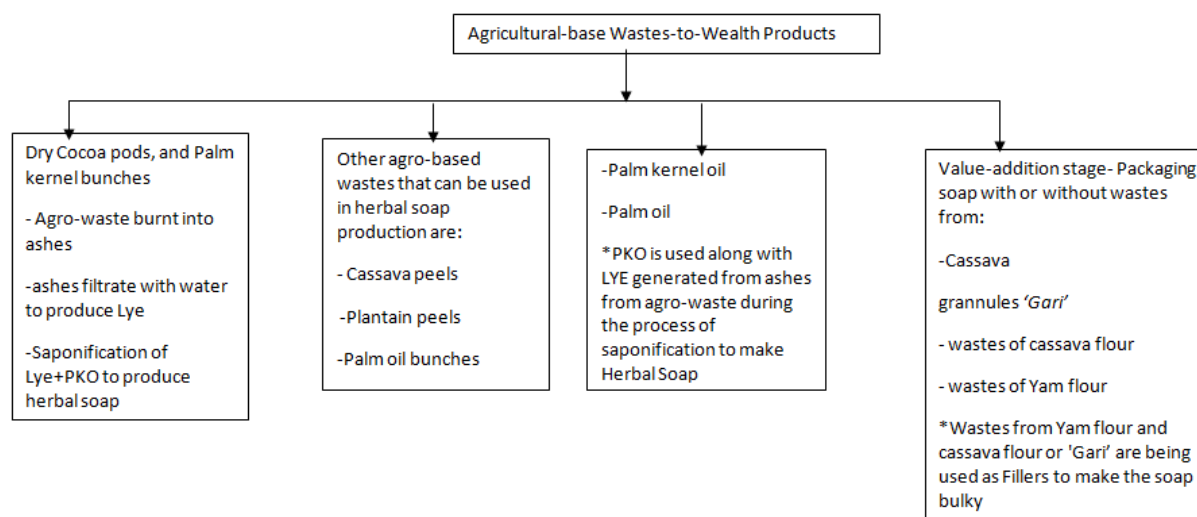 Agricultural-base Wastes-to-Wealth Products
Dry Cocoa pods, and Palm
kernel bunches
- Agro-waste burnt into
ashes
-ashes filtrate with water
to produce Lye
-Saponification of
Lye+PKO to produce
herbal soap
Other agro-based
wastes that can be used
in herbal soap
production are:
- Cassava peels
-Plantain peels
-Palm oil bunches
-Palm kernel oil
-Palm oil
*PKO is used along with
LYE generated from ashes
from agro-waste during
the process of
saponification to make
Herbal Soap
Value-addition stage- Packaging
soap with or without wastes
from:
-Cassava
grannules ‘Gari’
- wastes of cassava flour
- wastes of Yam flour
*Wastes from Yam flour and
cassava flour or 'Gari’ are being
used as Fillers to make the soap
bulky